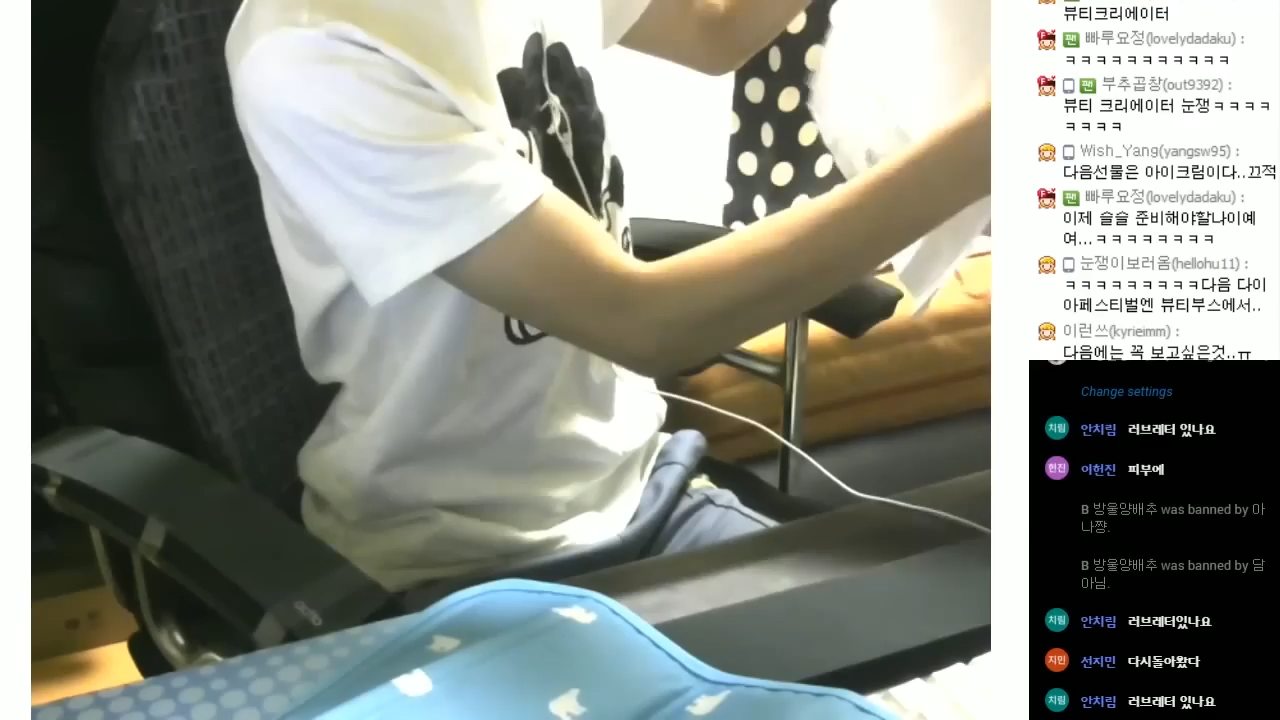 뷰티크리에이터
팬 빠루요정(lovelydadaku) :
ㅋㅋㅋㅋㅋㅋㅋㅋㅋㅋㅋ
팬 부추곱창(out9392) :
뷰티 크리에이터 눈쟁ㅋㅋㅋㅋ
ㅋㅋㅋㅋ
Wish_Yang(yangsw95) :
다음선물은 아이크림이다..끄적
팬 빠루요정(lovelydadaku) :
이제 슬슬 준비해야할나이예
여...ㅋㅋㅋㅋㅋㅋㅋㅋ
눈쟁이보러옴(hellohu11) :
ㅋㅋㅋㅋㅋㅋㅋㅋㅋ다음 다이
아페스티벌엔 뷰티부스에서..
이런쓰(kyrieimm) :
다음에는 꼭 보고싶은것..ㅠ
Change settings
치림 안치림 러브레터 있나요
헌진 이헌진 피부에
B 방울양배추 was banned by 아
나쨩.
B 방울양배추 was banned by 담
아님.
치림 안치림 러브레터있나요
지민 선지민 다시돌아왔다
치림 안치림 러브레터 있나요